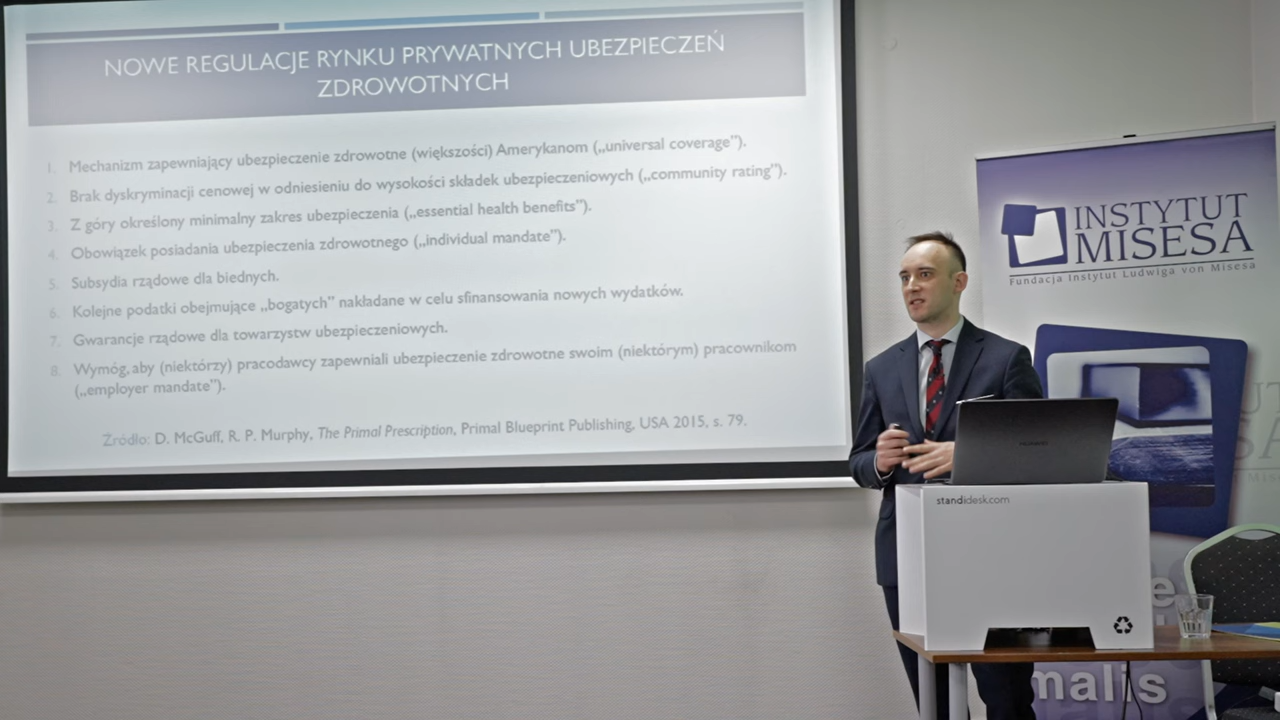 NOWE REGULACJE RYNKU PRYWATNYCH UBEZPIECZEŃ
ZDROWOTNYCH
1. Mechanizm zapewniający ubezpieczenie zdrowotne (większości) Amerykanom („universal coverage”).
2. Brak dyskryminacji cenowej w odniesieniu do wysokości składek ubezpieczeniowych („community rating”).
3. Z góry określony minimalny zakres ubezpieczenia („essential health benefits”).
4. Obowiązek posiadania ubezpieczenia zdrowotnego („individual mandate”).
5. Subsydia rządowe dla biednych.
6. Kolejne podatki obejmujące „bogatych” nakładane w celu sfinansowania nowych wydatków.
7. Gwarancje rządowe dla towarzystw ubezpieczeniowych.
8. Wymóg, aby (niektórzy) pracodawcy zapewniali ubezpieczenie zdrowotne swoim (niektórym) pracownikom
(„employer mandate”).
Źródło: D. McGuff, R. P. Murphy, The Primal Prescription, Primal Blueprint Publishing, USA 2015, s. 79.
INSTYTUT
MISESA
Fundacja Instytut Ludwiga von Misesa
HUAWEI
standidesk.com
malis